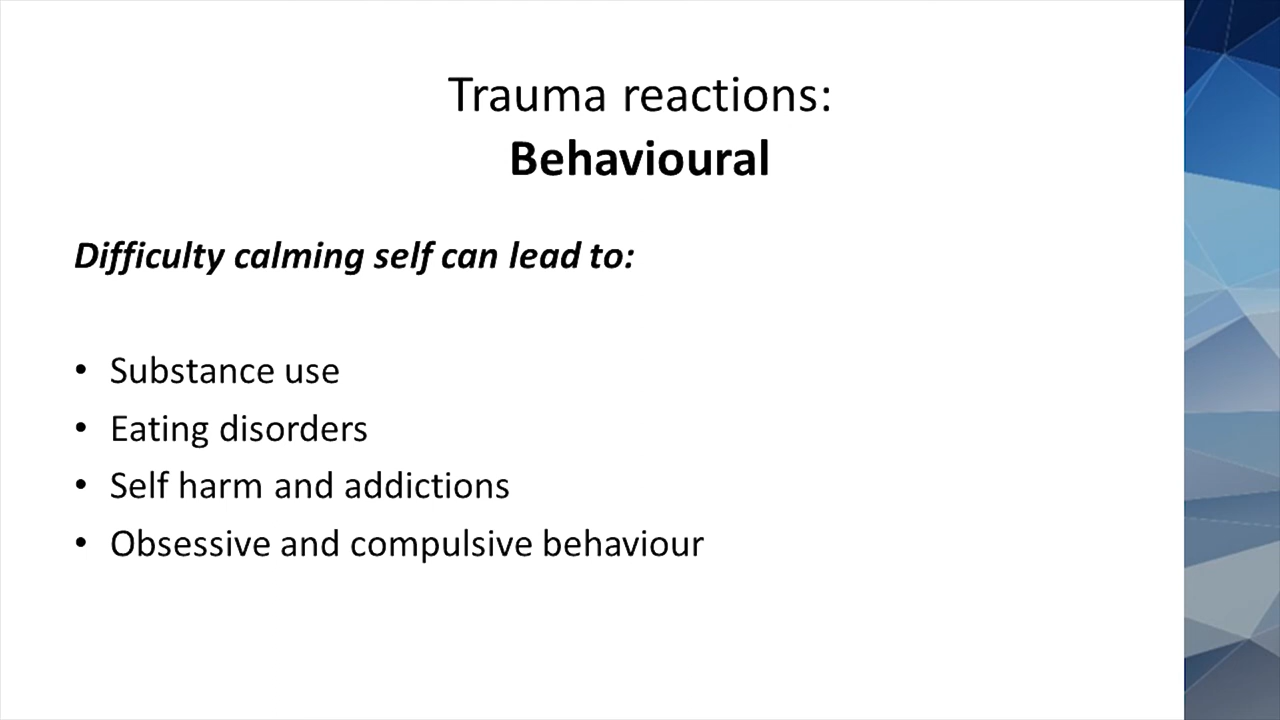 Trauma reactions:
Behavioural
Difficulty calming self can lead to:
• Substance use
• Eating disorders
• Self harm and addictions
• Obsessive and compulsive behaviour